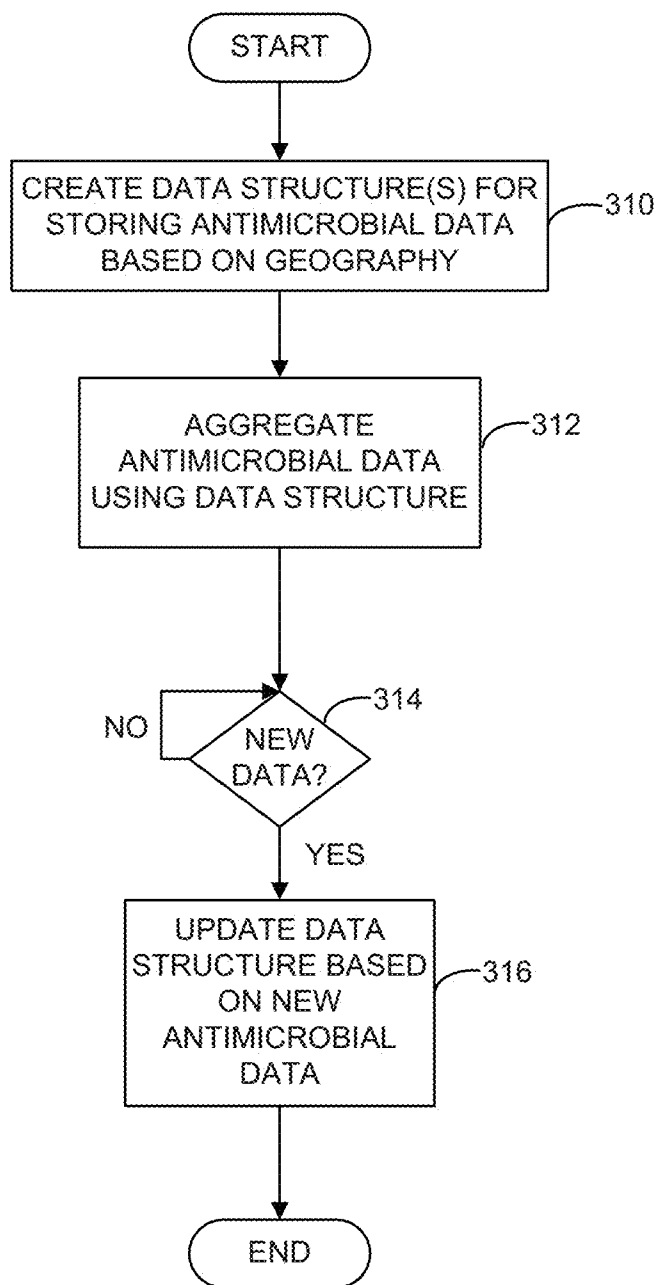 START
CREATE DATA STRUCTURE(S) FOR
STORING ANTIMICROBIAL DATA
BASED ON GEOGRAPHY
310
AGGREGATE
ANTIMICROBIAL DATA
USING DATA STRUCTURE
312
314
NO
NEW
DATA?
YES
UPDATE DATA
STRUCTURE BASED
ON NEW
ANTIMICROBIAL
DATA
316
END